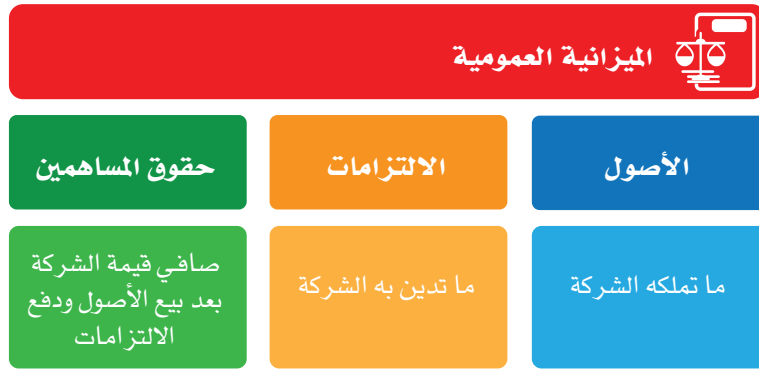 الميزانية العمومية
الأصول
الالتزامات
حقوق المساهمين
ما تملكه الشركة
ما تدين به الشركة
صافي قيمة الشركة
بعد بيع الأصول ودفع
الالتزامات